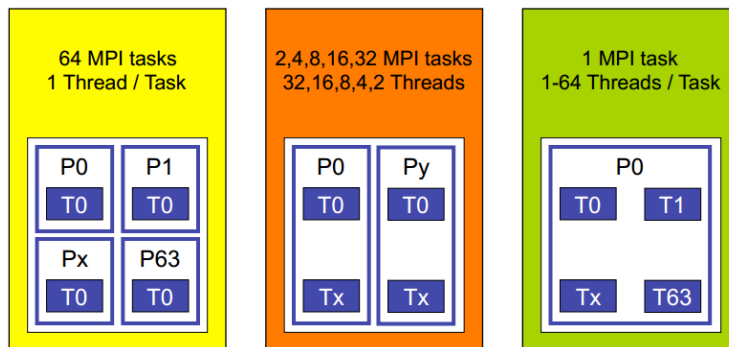 64 MPI tasks
1 Thread / Task
P0
P1
T0
T0
Px
P63
T0
T0
2,4,8,16,32 MPI tasks
32,16,8,4,2 Threads
P0
Py
T0
T0
Tx
Tx
1 MPI task
1-64 Threads / Task
P0
T0
T1
Tx
T63